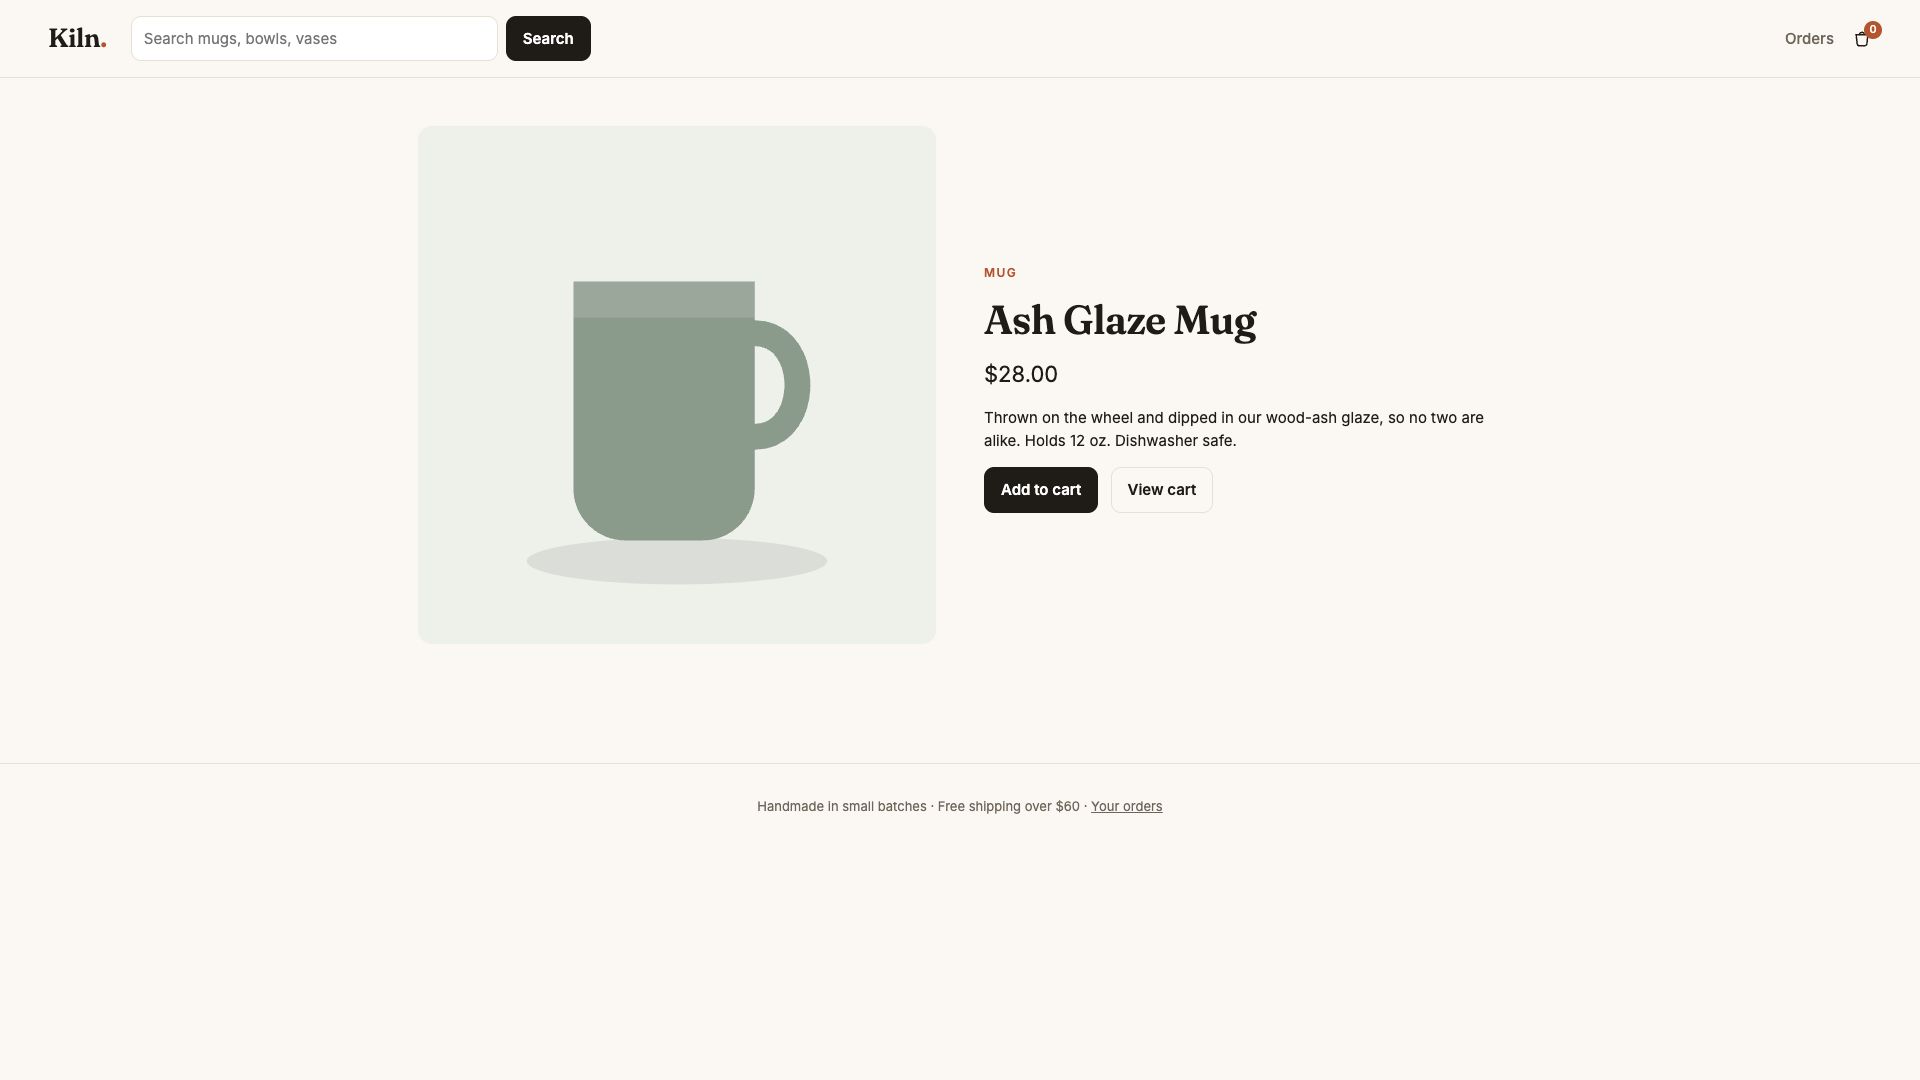 Kiln.
Search mugs, bowls, vases
Search
Orders
0
MUG
Ash Glaze Mug
$28.00
Thrown on the wheel and dipped in our wood-ash glaze, so no two are
alike. Holds 12 oz. Dishwasher safe.
Add to cart
View cart
Handmade in small batches · Free shipping over $60 · Your orders